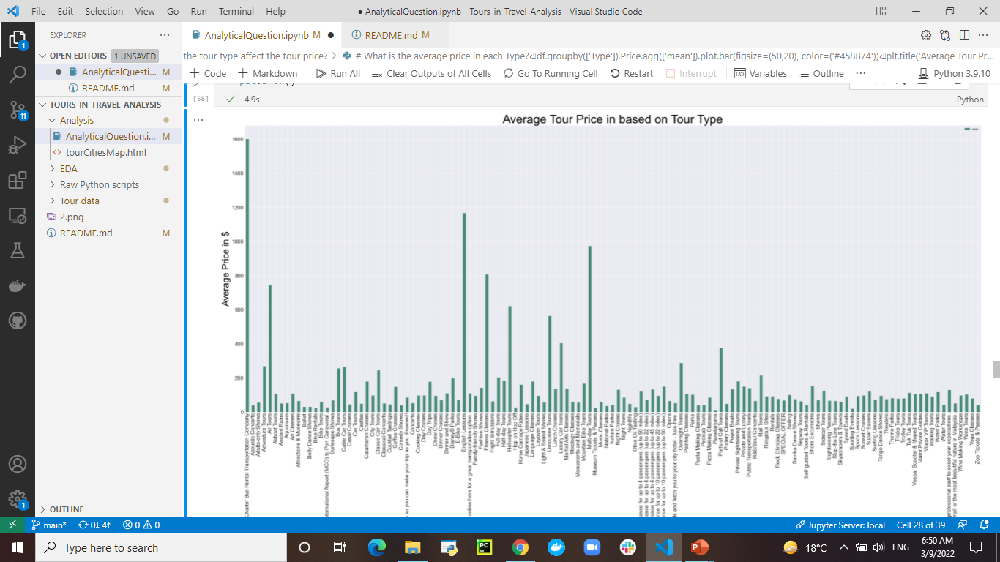 File Edit Selection View Go Run Terminal Help
● AnalyticalQuestion.ipynb - Tours-in-Travel-Analysis - Visual Studio Code
EXPLORER
OPEN EDITORS 1 UNSAVED
AnalyticalQuesti... M
README.md M
TOURS-IN-TRAVEL-ANALYSIS
Analysis
AnalyticalQuestion.i... M
tourCitiesMap.html
EDA
Raw Python scripts
Tour data
2.png
README.md M
OUTLINE
1
11
1
AnalyticalQuestion.ipynb M ●
README.md M
the tour type affect the tour price? > # What is the average price in each Type?
df.groupby(['Type']).Price.agg(['mean']).plot.bar(figsize=(50,20), color=('#458B74'))
plt.title('Average Tour Pr...
+ Code + Markdown Run All Clear Outputs of All Cells Go To Running Cell Restart Interrupt Variables Outline ... Python 3.9.10
plt.show()
[58] ✓ 4.9s Python
Average Tour Price in based on Tour Type
Average Price in $
1600
1400
1200
1000
800
600
400
200
0
Charter Bus Rental Transportation Company
Acoustic Concerts
Adults-only Shows
Adventure Tours
Air Tours
Airboat Tours
Ancient Ruins
Aquariums
Art Classes
Attractions & Museums
Ballet
Belly Dance Shows
Bike Rentals
Bike Tours
International Airport (MCO) to Port Canaveral
Burlesque Shows
Bus Tours
Cable Car Tours
Canal Cruises
Car Tours
Castles
Catamaran Cruises
City Tours
Classic Car Tours
Classical Concerts
Cocktail Tastings
Coffee Cruises
Comedy Shows
so you can make your trip as you dreamed!
Concerts
Cooking Classes
Day Cruises
Day Trips
Dhow Cruises
Dinner Cruises
Dinner and Show
Dolphin Parks
E-Bike Tours
English Lessons
online here for a great transportation option.
Family-friendly Shows
Fashion Shows
Fitness Classes
Flight Simulators
Full-day Tours
Half-day Tours
Helicopter Tours
Hop on Hop Off
Horse Carriage Rides
Japanese Lessons
Language Classes
Layover Tours
Light & Sound Shows
Limousine Tours
Lunch Cruises
Luxury Car Tours
Martial Arts Classes
Mixology Classes
Monuments and Memorials
Mountain Bike Tours
Multi-day Tours
Museum Tickets & Passes
Music Classes
National Parks
Nature Parks
Night Cruises
Night Tours
Nightlife
Olive Oil Tasting
ance for up to 4 passengers (up to 50 miles)
ance for up to 4 passengers (up to 22 miles)
ance for up to 4 passengers (up to 45 miles)
nce for up to 10 passengers (up to 22 miles)
nce for up to 10 passengers (up to 50 miles)
Opera
ls and fetch you to your city hotel - fuss-free
Overnight Tours
Painting Classes
Parks
Pasta Making Classes
Pedicab Tours
Pizza Making Classes
Planetariums
Ports of Call Tours
Pottery Classes
Power Boats
Private Sightseeing Tours
Private and Luxury
Public Transportation Tours
R&B/Soul Concerts
Rail Tours
Religious Sites
Rentals
Rock Climbing Classes
SPECIAL OFFER
Sailing
Samba Dance Shows
Segway Tours
Self-guided Tours & Rentals
Shore Excursions
Shows
Sidecar Tours
Sightseeing Passes
Skip-the-Line Tours
Skyscrapers & Towers
Speed Boats
Sporting Events
Sports Lessons
Sunset Cruises
Super Savers
Surfing Lessons
Tango Dance Shows
Theaters
Theme Parks
Trike Tours
Trolley Tours
Tuk Tuk Tours
Vespa, Scooter & Moped Tours
Viator Private Guides
Viator VIP Tours
Walking Tours
Water Parks
Water Tours
professional staff to excel your expectations
mall or the most beautiful nature within Malaysia.
Wine Making Workshops
Wine Tours
Yoga Classes
Zoo Tickets & Passes
main* 0↓ 4↑ 0 0 Jupyter Server: local Cell 28 of 39
Type here to search
PC
18°C ENG 6:50 AM
3/9/2022